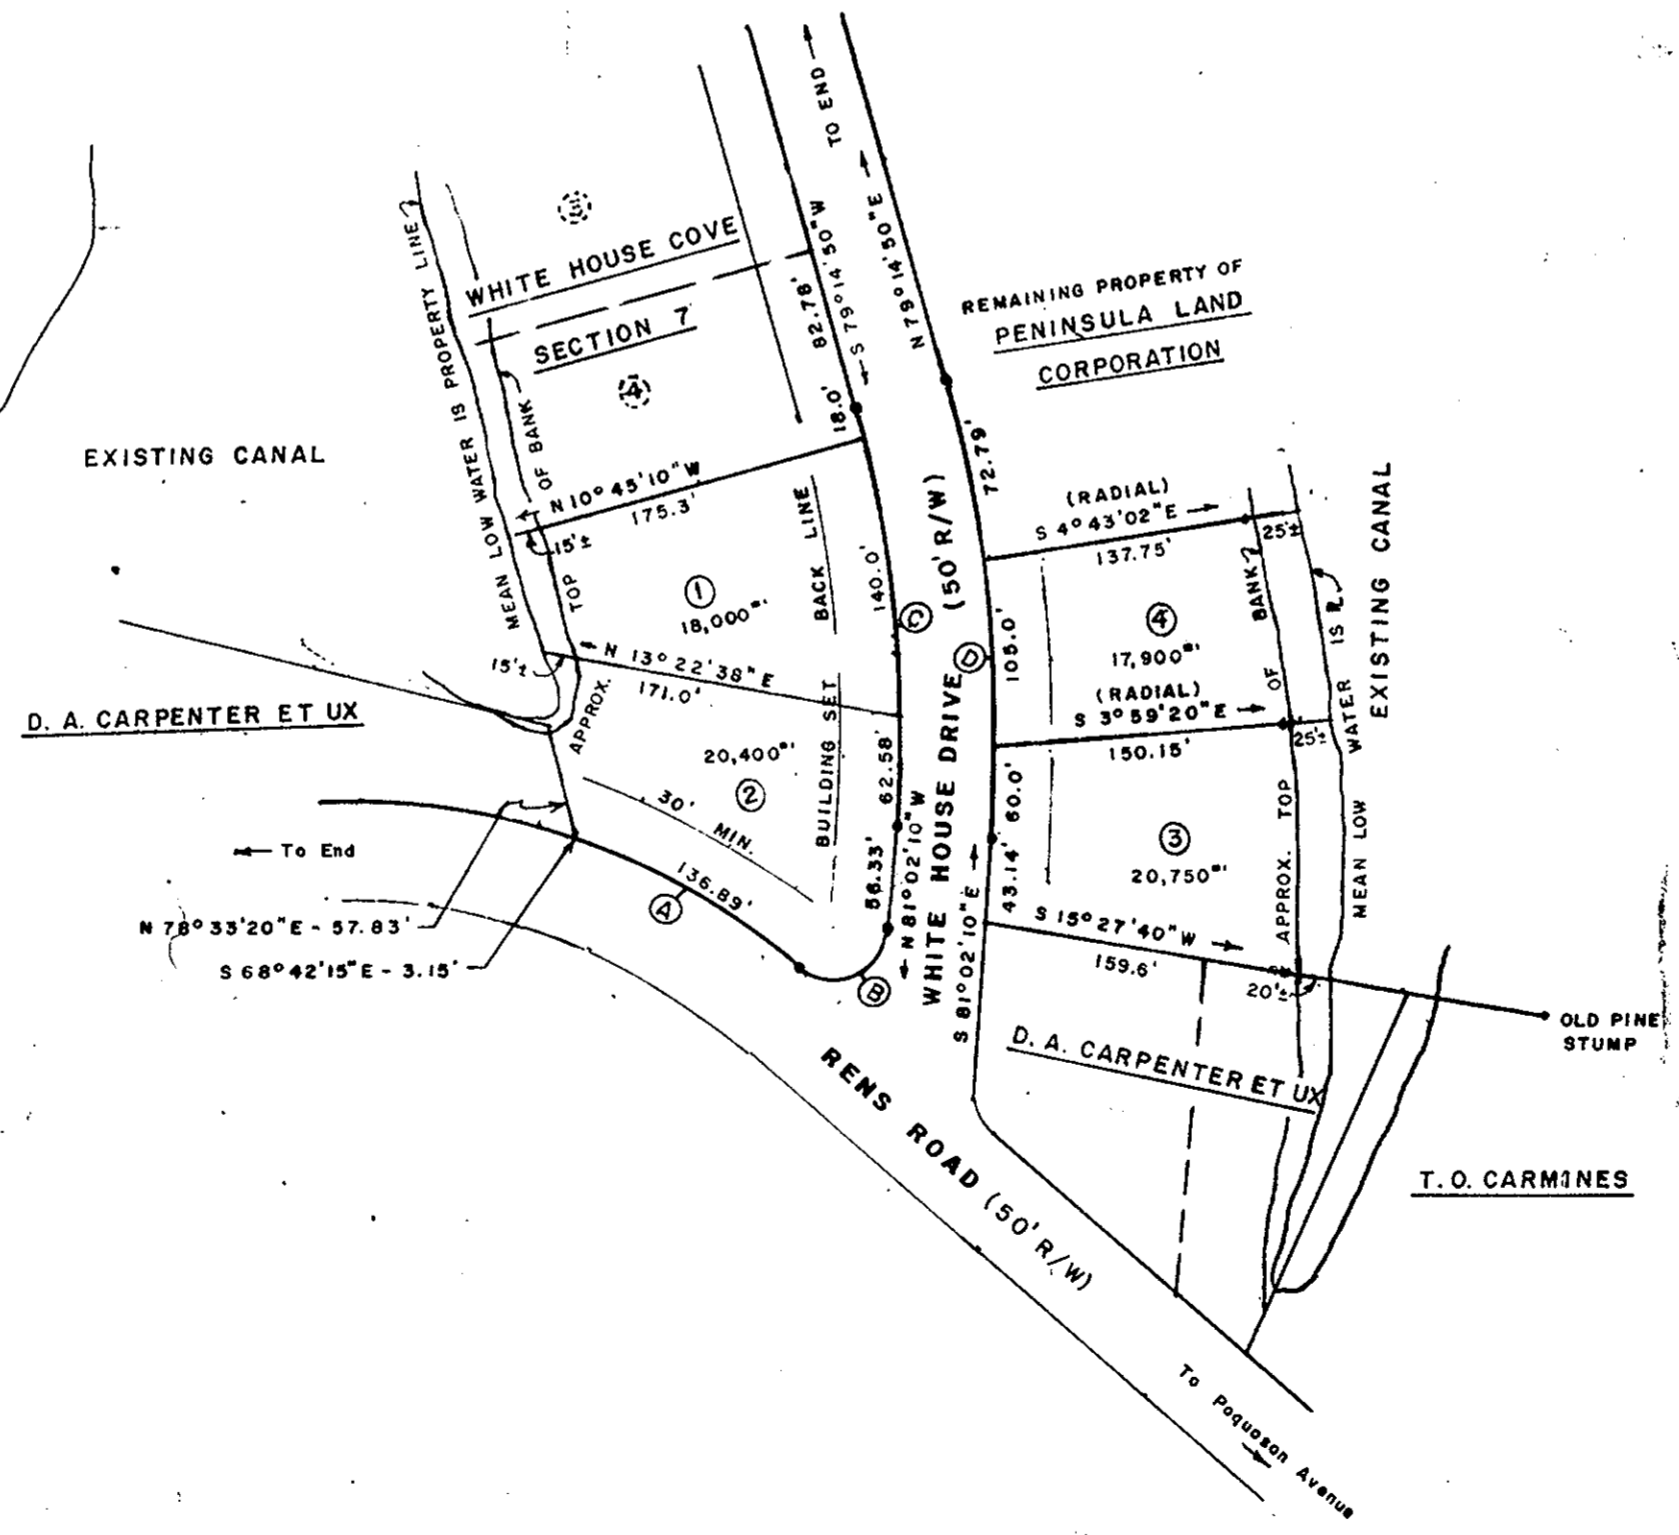 TO END
WHITE HOUSE COVE
SECTION 7
4
MEAN LOW WATER IS PROPERTY LINE
TOP OF BANK
APPROX.
82.78'
S 79° 14' 50" W
N 79° 14' 50" E
18.0'
REMAINING PROPERTY OF
PENINSULA LAND
CORPORATION
EXISTING CANAL
N 10° 45' 10" W
175.3'
15'±
72.79'
(RADIAL)
S 4° 43' 02" E
137.75'
25'±
EXISTING CANAL
1
18,000
BUILDING SET BACK LINE
140.0'
C
WHITE HOUSE DRIVE (50' R/W)
D
105.0'
4
17,900
(RADIAL)
S 3° 59' 20" E
150.15'
25'±
APPROX. TOP OF BANK
MEAN LOW WATER IS
15'±
N 13° 22' 38" E
171.0'
D. A. CARPENTER ET UX
20,400
2
62.58'
56.33'
N 81° 02' 10" W
S 81° 02' 10" E
60.0'
43.14'
3
20,750
30'
MIN.
To End
136.89'
A
B
N 78° 33' 20" E - 57.83'
S 68° 42' 15" E - 3.15'
S 15° 27' 40" W
159.6'
20'±
OLD PINE
STUMP
D. A. CARPENTER ET UX
RENS ROAD (50' R/W)
T. O. CARMINES
To Poquoson Avenue